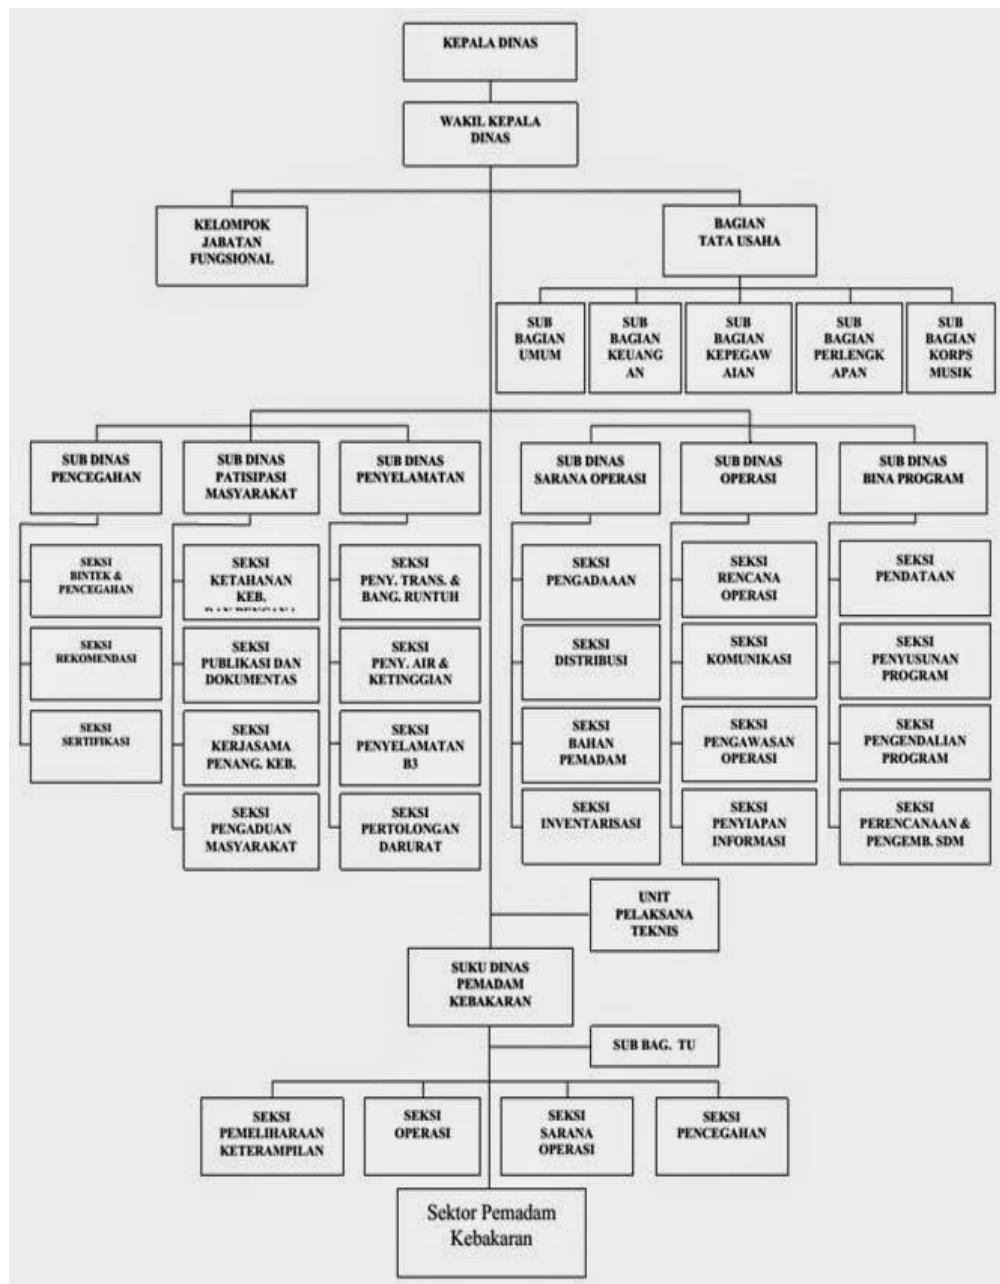 KEPALA DINAS
WAKIL KEPALA
DINAS
KELOMPOK
JABATAN
FUNGSIONAL
BAGIAN
TATA USAHA
SUB
BAGIAN
UMUM
SUB
BAGIAN
KEUANG
AN
SUB
BAGIAN
KEPEGAW
AIAN
SUB
BAGIAN
PERLENGK
APAN
SUB
BAGIAN
KORPS
MUSIK
SUB DINAS
PENCEGAHAN
SUB DINAS
PATISIPASI
MASYARAKAT
SUB DINAS
PENYELAMATAN
SUB DINAS
SARANA OPERASI
SUB DINAS
OPERASI
SUB DINAS
BINA PROGRAM
SEKSI
BINTEK &
PENCEGAHAN
SEKSI
KETAHANAN
KEB.
SEKSI
PENY. TRANS. &
BANG. RUNTUH
SEKSI
PENGADAAAN
SEKSI
RENCANA
OPERASI
SEKSI
PENDATAAN
SEKSI
REKOMENDASI
SEKSI
PUBLIKASI DAN
DOKUMENTAS
SEKSI
PENY. AIR &
KETINGGIAN
SEKSI
DISTRIBUSI
SEKSI
KOMUNIKASI
SEKSI
PENYUSUNAN
PROGRAM
SEKSI
SERTIFIKASI
SEKSI
KERJASAMA
PENANG. KEB.
SEKSI
PENYELAMATAN
B3
SEKSI
BAHAN
PEMADAM
SEKSI
PENGAWASAN
OPERASI
SEKSI
PENGENDALIAN
PROGRAM
SEKSI
PENGADUAN
MASYARAKAT
SEKSI
PERTOLONGAN
DARURAT
SEKSI
INVENTARISASI
SEKSI
PENYIAPAN
INFORMASI
SEKSI
PERENCANAAN &
PENGEMB. SDM
UNIT
PELAKSANA
TEKNIS
SUKU DINAS
PEMADAM
KEBAKARAN
SUB BAG. TU
SEKSI
PEMELIHARAAN
KETERAMPILAN
SEKSI
OPERASI
SEKSI
SARANA
OPERASI
SEKSI
PENCEGAHAN
Sektor Pemadam
Kebakaran